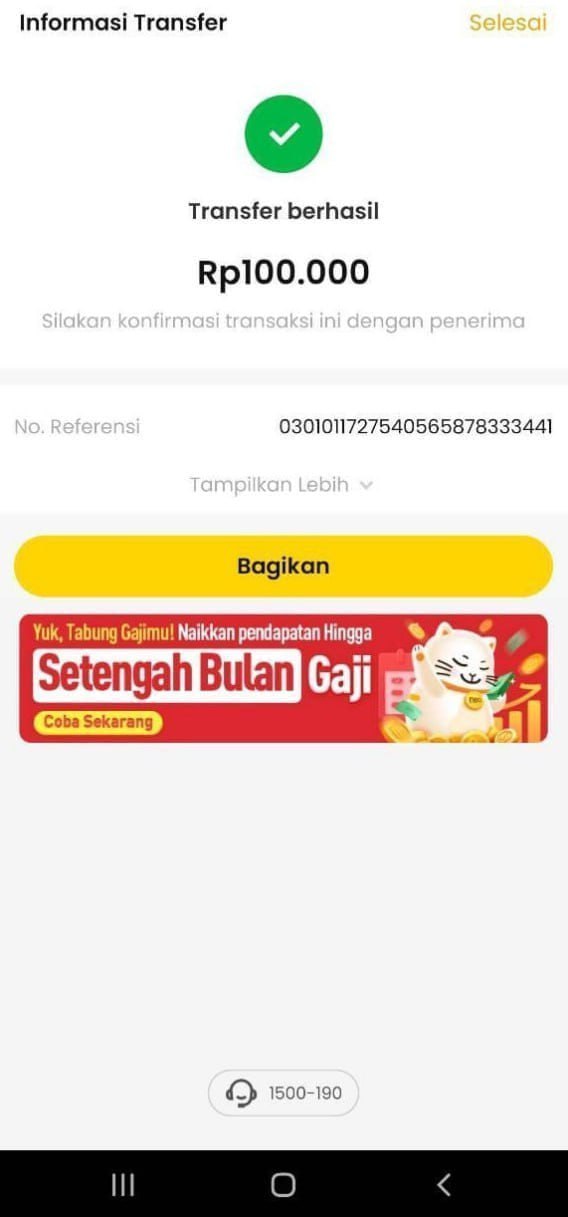 Informasi Transfer
Selesai
Transfer berhasil
Rp100.000
Silakan konfirmasi transaksi ini dengan penerima
No. Referensi
0301011727540565878333441
Tampilkan Lebih
Bagikan
Yuk, Tabung Gajimu! Naikkan pendapatan Hingga
Setengah Bulan Gaji
Coba Sekarang
1500-190